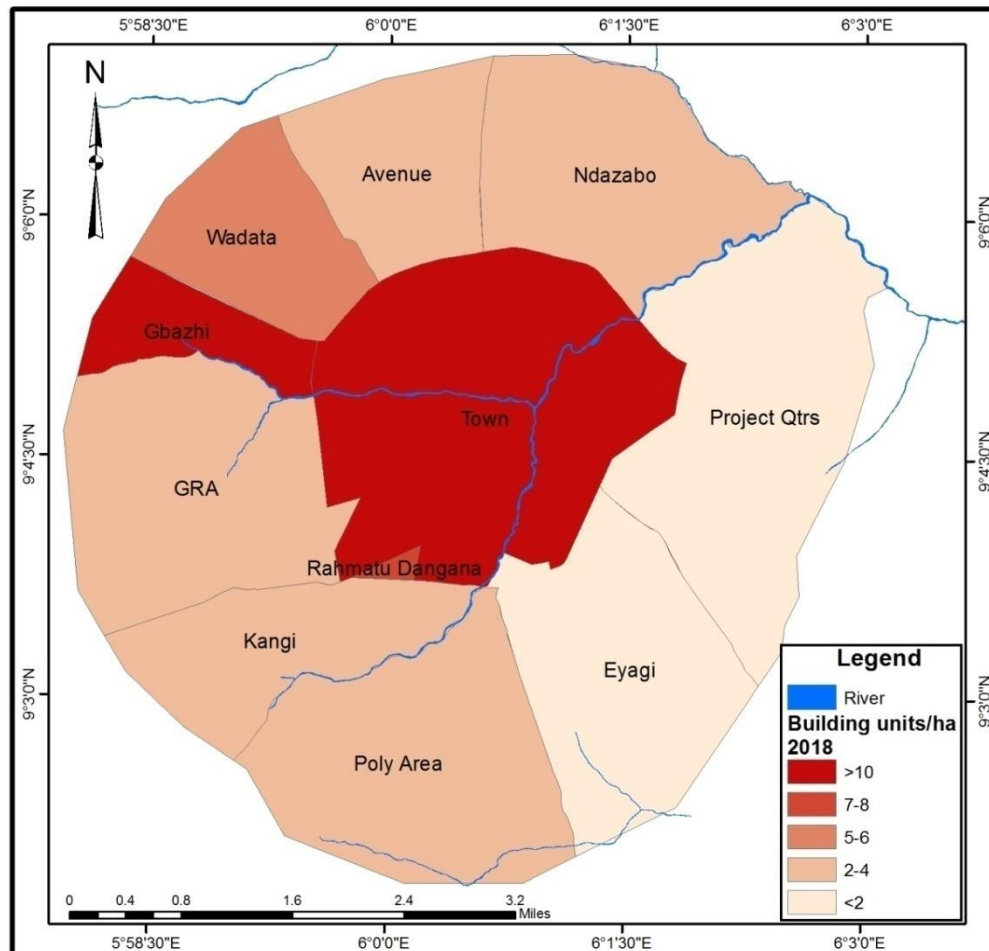 5°58'30"E 6°0'0"E 6°1'30"E 6°3'0"E
N
Avenue
Ndazabo
9°6'0"N 9°6'0"N
Wadata
Gbazhi
Town
Project Qtrs
9°4'30"N 9°4'30"N
GRA
Rahmatu Dangana
Kangi
Eyagi
Legend
River
Building units/ha
2018
>10
7-8
5-6
2-4
<2
9°3'0"N 9°3'0"N
Poly Area
0 0.4 0.8 1.6 2.4 3.2
Miles
5°58'30"E 6°0'0"E 6°1'30"E 6°3'0"E